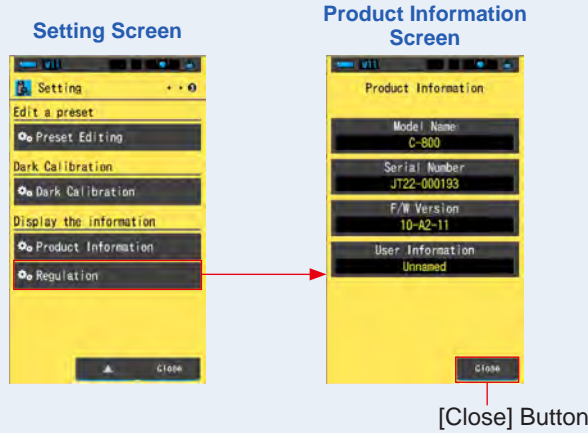 Setting Screen
Setting
Edit a preset
Preset Editing
Dark Calibration
Dark Calibration
Display the information
Product Information
Regulation
Close
Product Information
Screen
Product Information
Model Name
C-800
Serial Number
JT22-000193
F/W Version
10-A2-11
User Information
Unnamed
Close
[Close] Button